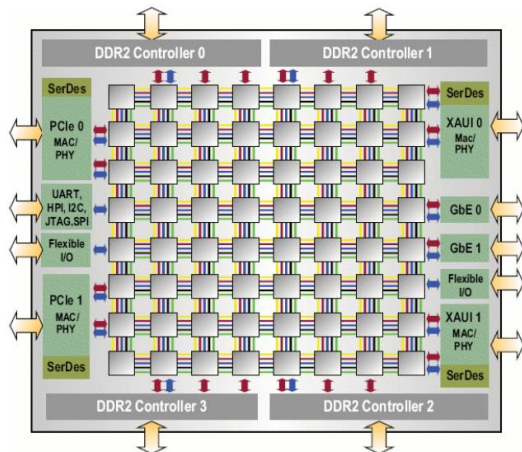 DDR2 Controller 0
DDR2 Controller 1
SerDes
PCIe 0
MAC/
PHY
UART,
HPI, I2C,
JTAG.SPI
Flexible
I/O
PCIe 1
MAC/
PHY
SerDes
SerDes
XAUI 0
Mac/
PHY
GbE 0
GbE 1
Flexible
I/O
XAUI 1
Mac/
PHY
SerDes
DDR2 Controller 3
DDR2 Controller 2